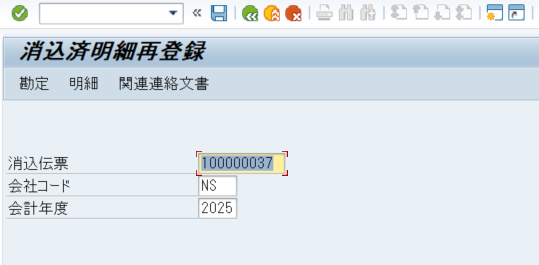 消込済明細再登録
勘定 明細 関連連絡文書
消込伝票 100000037
会社コード NS
会計年度 2025